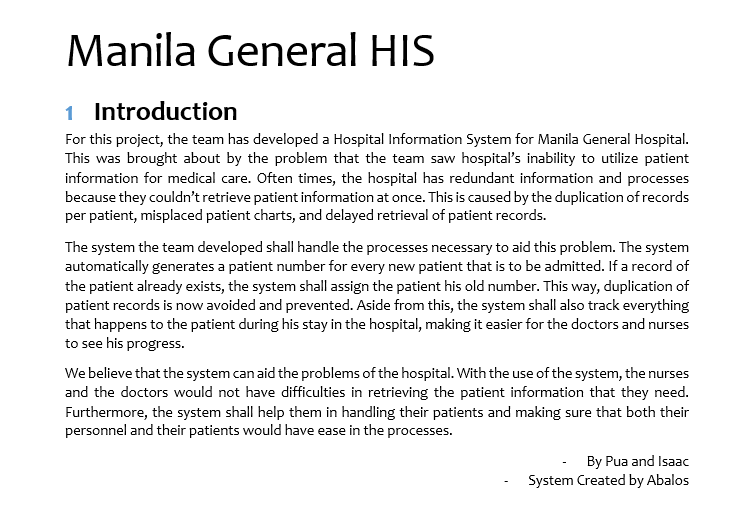 Manila General HIS
1 Introduction
For this project, the team has developed a Hospital Information System for Manila General Hospital.
This was brought about by the problem that the team saw hospital's inability to utilize patient
information for medical care. Often times, the hospital has redundant information and processes
because they couldn't retrieve patient information at once. This is caused by the duplication of records
per patient, misplaced patient charts, and delayed retrieval of patient records.
The system the team developed shall handle the processes necessary to aid this problem. The system
automatically generates a patient number for every new patient that is to be admitted. If a record of
the patient already exists, the system shall assign the patient his old number. This way, duplication of
patient records is now avoided and prevented. Aside from this, the system shall also track everything
that happens to the patient during his stay in the hospital, making it easier for the doctors and nurses
to see his progress.
We believe that the system can aid the problems of the hospital. With the use of the system, the nurses
and the doctors would not have difficulties in retrieving the patient information that they need.
Furthermore, the system shall help them in handling their patients and making sure that both their
personnel and their patients would have ease in the processes.
- By Pua and Isaac
- System Created by Abalos